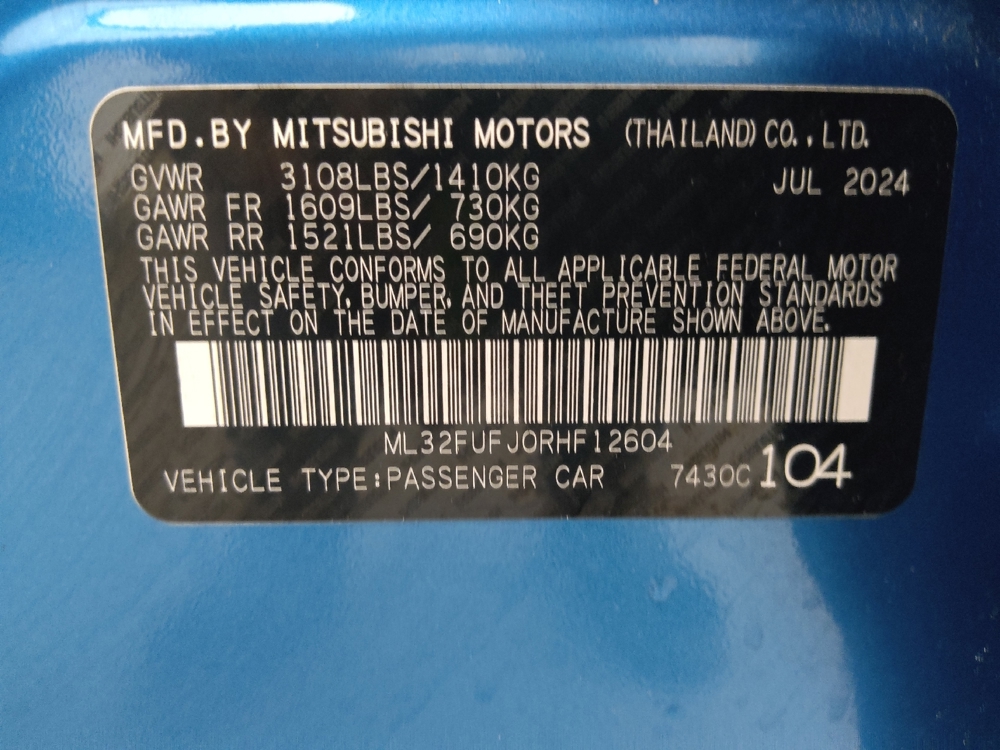 MFD.BY MITSUBISHI MOTORS (THAILAND) CO., LTD.
GVWR 3108LBS/1410KG JUL 2024
GAWR FR 1609LBS/ 730KG
GAWR RR 1521LBS/ 690KG
THIS VEHICLE CONFORMS TO ALL APPLICABLE FEDERAL MOTOR
VEHICLE SAFETY, BUMPER, AND THEFT PREVENTION STANDARDS
IN EFFECT ON THE DATE OF MANUFACTURE SHOWN ABOVE.
ML32FUFJ0RHF12604
VEHICLE TYPE:PASSENGER CAR 7430C 104